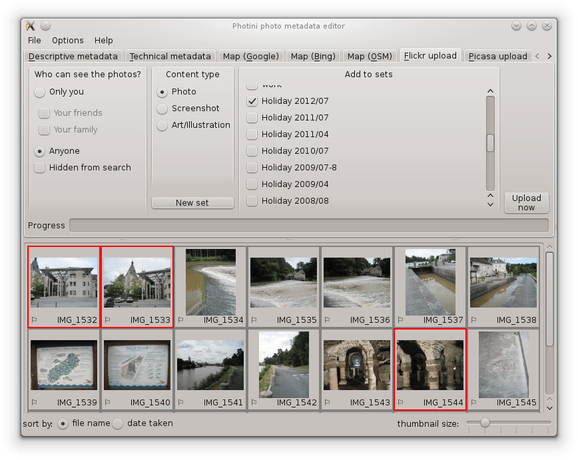 Photini photo metadata editor
File Options Help
Descriptive metadata Technical metadata Map (Google) Map (Bing) Map (OSM) Flickr upload Picasa upload
Who can see the photos? Content type Add to sets
Only you
Your friends
Your family
Anyone
Hidden from search
Photo
Screenshot
Art/Illustration
New set
work
Holiday 2012/07
Holiday 2011/07
Holiday 2011/04
Holiday 2010/07
Holiday 2009/07-8
Holiday 2009/04
Holiday 2008/08
Upload
now
Progress
IMG_1532 IMG_1533 IMG_1534 IMG_1535 IMG_1536 IMG_1537 IMG_1538
IMG_1539 IMG_1540 IMG_1541 IMG_1542 IMG_1543 IMG_1544 IMG_1545
sort by: file name date taken thumbnail size: